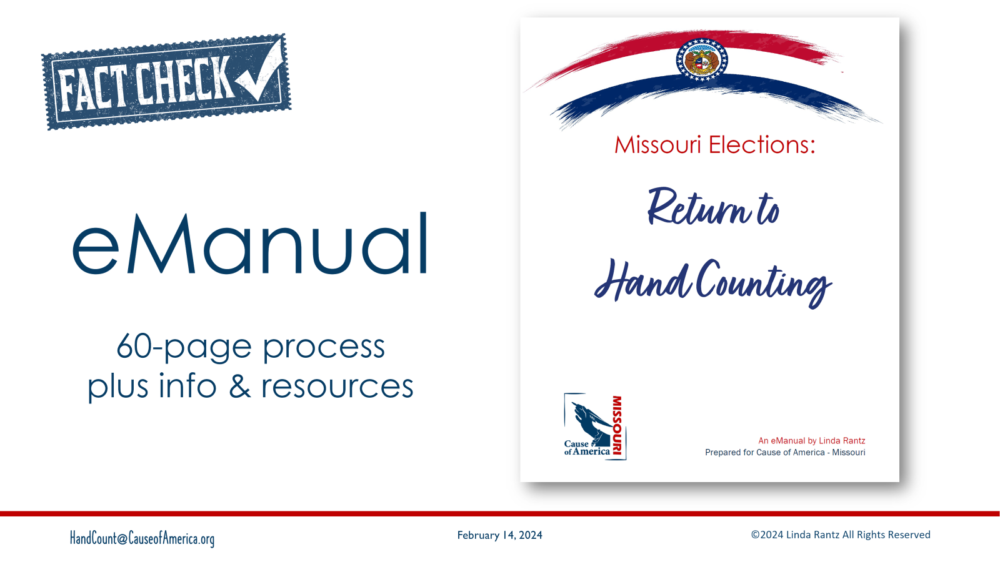 FACT CHECK
eManual
60-page process
plus info & resources
Missouri Elections:
Return to
Hand Counting
Cause
of America
MISSOURI
An eManual by Linda Rantz
Prepared for Cause of America - Missouri
HandCount@CauseofAmerica.org
February 14, 2024
©2024 Linda Rantz All Rights Reserved